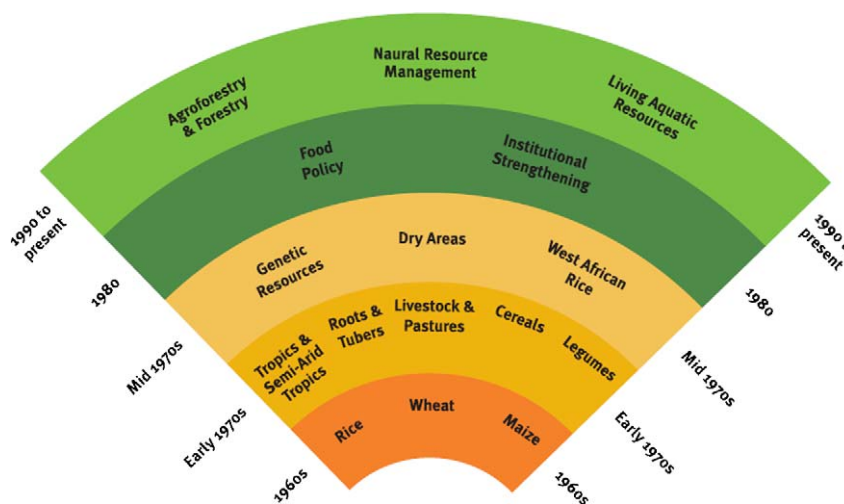 Naural Resource
Management
Agroforestry
& Forestry
Living Aquatic
Resources
Food
Policy
Institutional
Strengthening
1990 to
present
1990 to
present
Genetic
Resources
Dry Areas
West African
Rice
1980
1980
Tropics &
Semi-Arid
Tropics
Roots &
Tubers
Livestock &
Pastures
Cereals
Legumes
Mid 1970s
Mid 1970s
Rice
Wheat
Maize
Early 1970s
Early 1970s
1960s
1960s